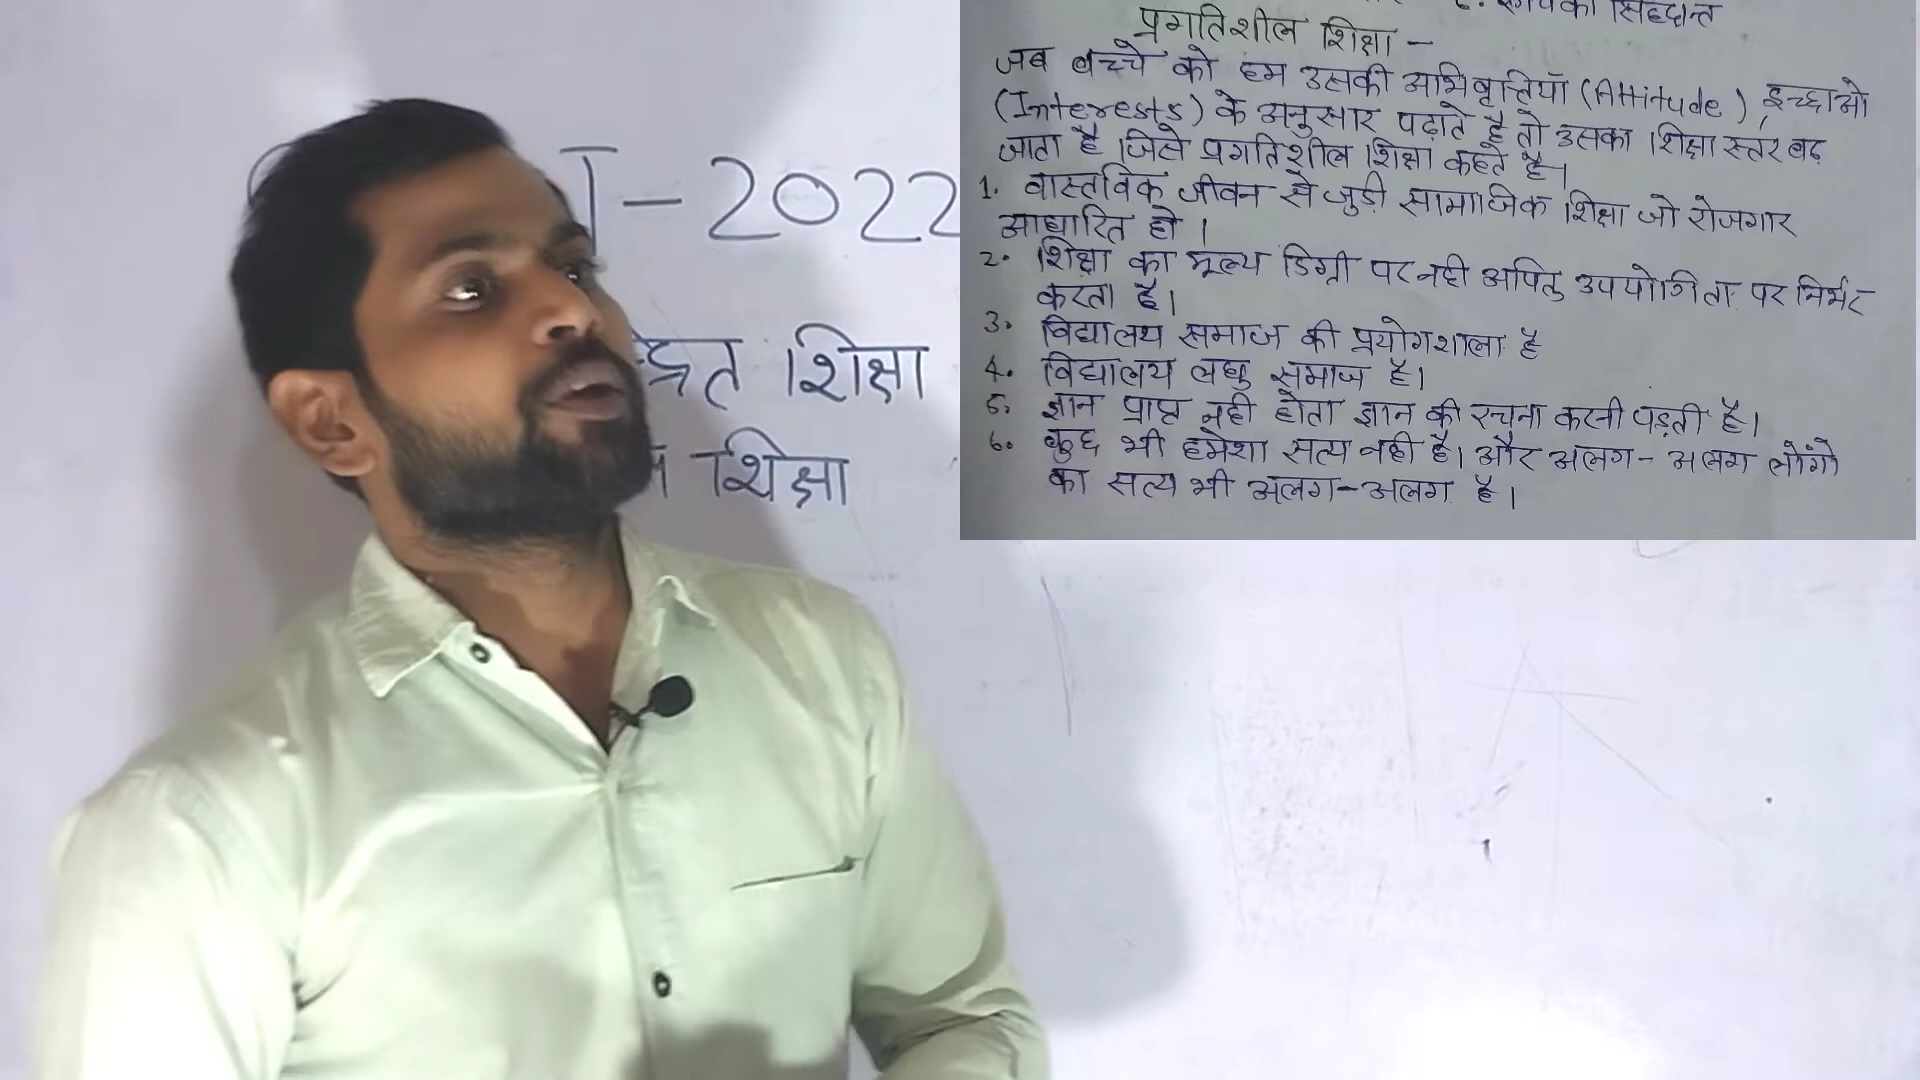 सिद्धान्त
प्रगतिशील शिक्षा -
जब बच्चे को हम उसकी अभिवृत्तियाँ (Attitude), इच्छाओ
(Interests) के अनुसार पढ़ाते है तो उसका शिक्षा स्तर बढ़
जाता है जिसे प्रगतिशील शिक्षा कहते है।
1. वास्तविक जीवन से जुड़ी सामाजिक शिक्षा जो रोजगार
आधारित हो।
2. शिक्षा का मूल्य डिग्री पर नही अपितु उपयोगिता पर निर्भर
करता है।
3. विद्यालय समाज की प्रयोगशाला है
4. विद्यालय लघु समाज है।
5. ज्ञान प्राप्त नही होता ज्ञान की रचना करनी पड़ती है।
6. कुछ भी हमेशा सत्य नही है। और अलग-अलग लोगों
का सत्य भी अलग-अलग है।
T-2022
शिक्षा
शिक्षा